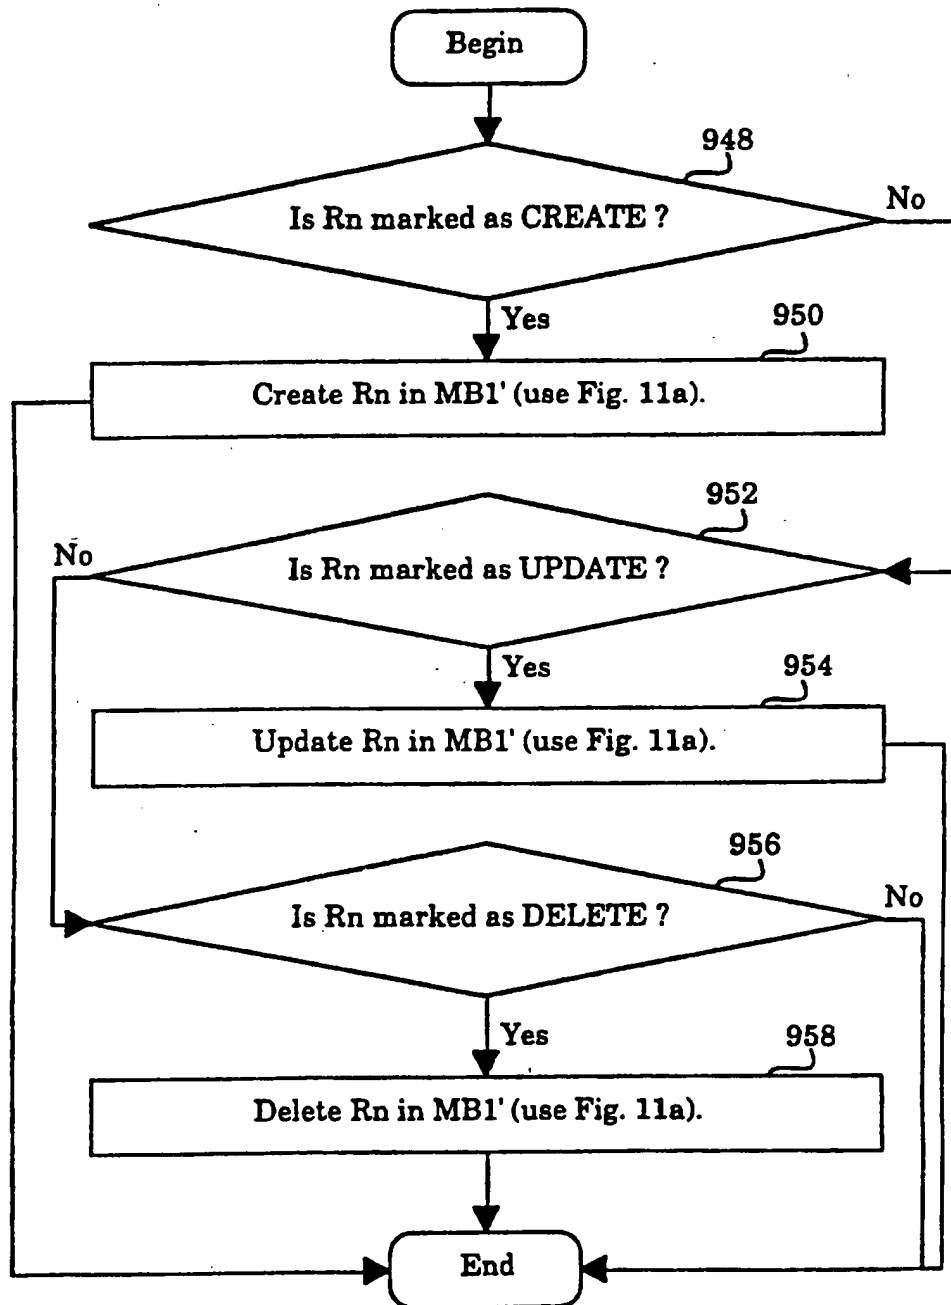 Begin
948
Is Rn marked as CREATE ?
No
Yes
950
Create Rn in MB1' (use Fig. 11a).
952
No
Is Rn marked as UPDATE ?
Yes
954
Update Rn in MB1' (use Fig. 11a).
956
Is Rn marked as DELETE ?
No
Yes
958
Delete Rn in MB1' (use Fig. 11a).
End